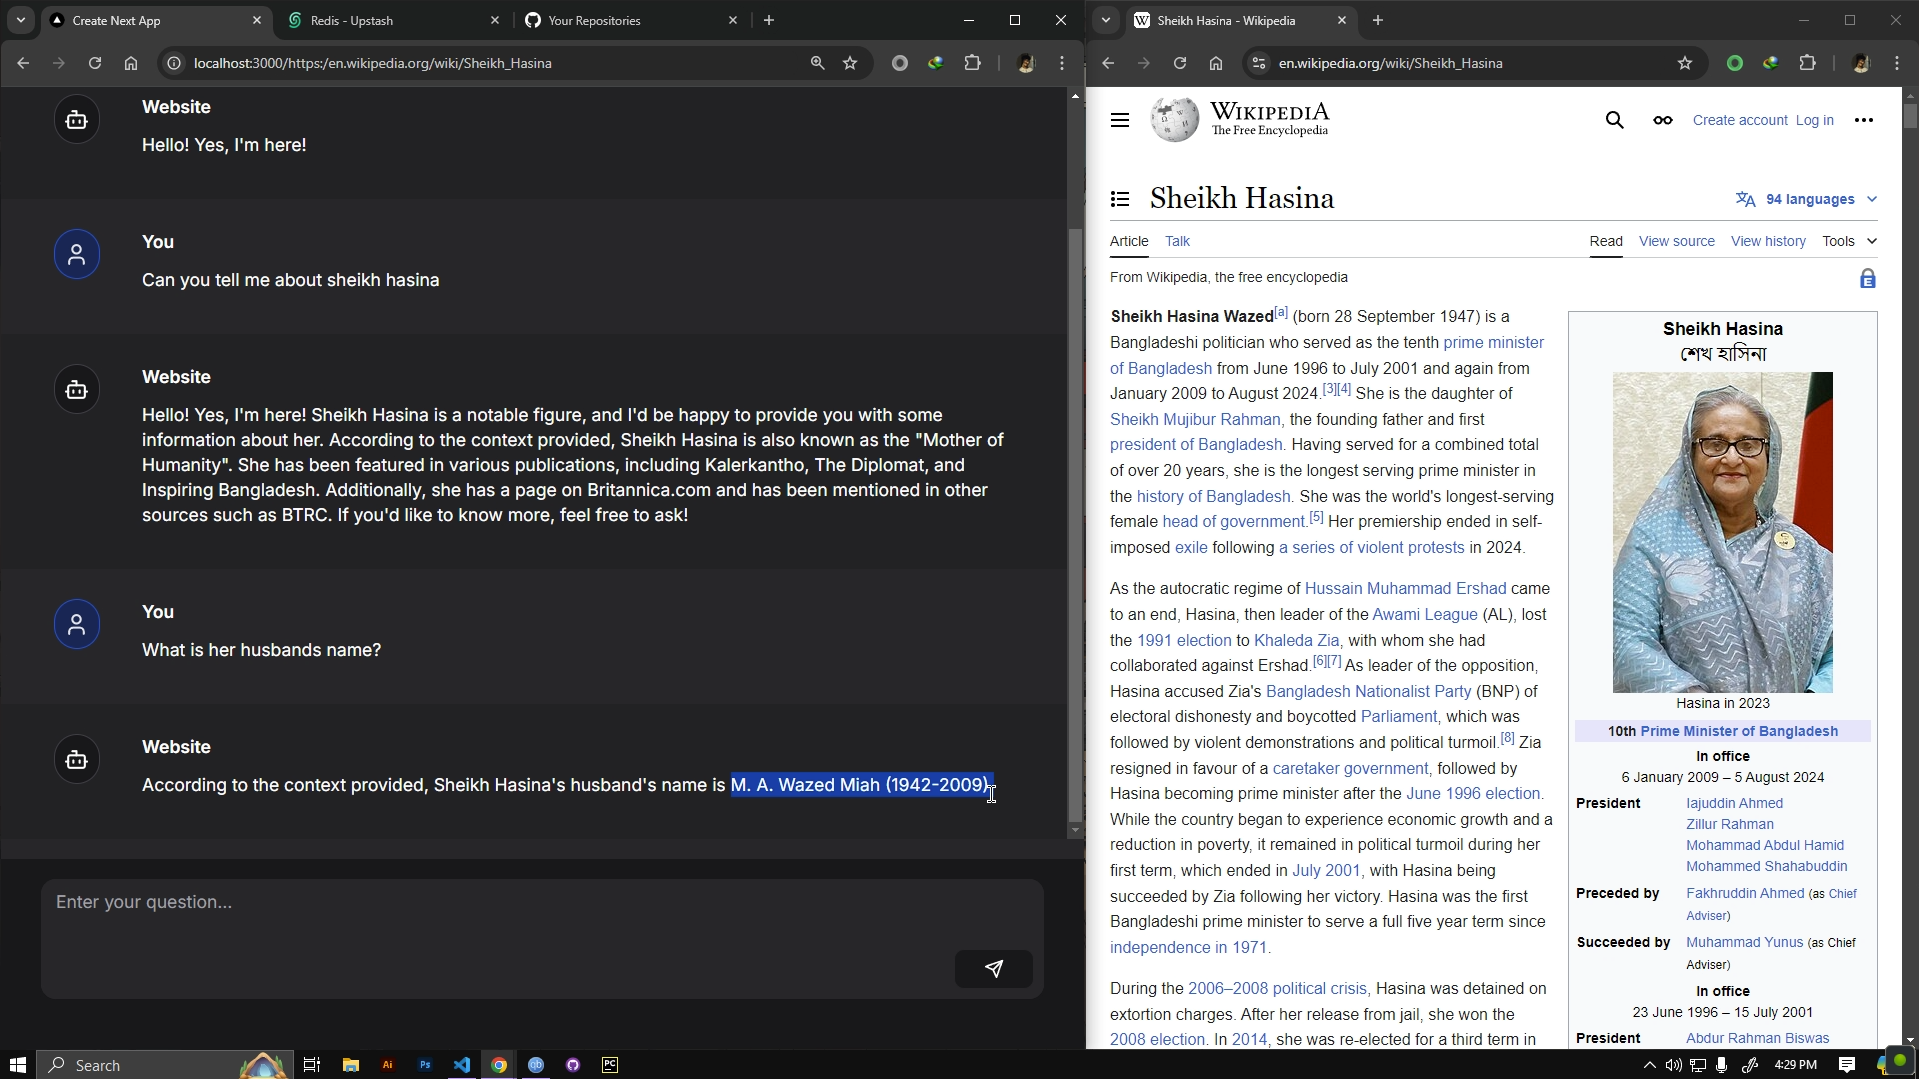 Create Next App
Redis - Upstash
Your Repositories
localhost:3000/https:/en.wikipedia.org/wiki/Sheikh_Hasina
Website
Hello! Yes, I'm here!
You
Can you tell me about sheikh hasina
Website
Hello! Yes, I'm here! Sheikh Hasina is a notable figure, and I'd be happy to provide you with some
information about her. According to the context provided, Sheikh Hasina is also known as the "Mother of
Humanity". She has been featured in various publications, including Kalerkantho, The Diplomat, and
Inspiring Bangladesh. Additionally, she has a page on Britannica.com and has been mentioned in other
sources such as BTRC. If you'd like to know more, feel free to ask!
You
What is her husbands name?
Website
According to the context provided, Sheikh Hasina's husband's name is M. A. Wazed Miah (1942-2009).
Enter your question...
Sheikh Hasina - Wikipedia
en.wikipedia.org/wiki/Sheikh_Hasina
WIKIPEDIA
The Free Encyclopedia
Create account Log in
Sheikh Hasina
94 languages
Article Talk
Read View source View history Tools
From Wikipedia, the free encyclopedia
Sheikh Hasina Wazed[a] (born 28 September 1947) is a
Bangladeshi politician who served as the tenth prime minister
of Bangladesh from June 1996 to July 2001 and again from
January 2009 to August 2024.[3][4] She is the daughter of
Sheikh Mujibur Rahman, the founding father and first
president of Bangladesh. Having served for a combined total
of over 20 years, she is the longest serving prime minister in
the history of Bangladesh. She was the world's longest-serving
female head of government.[5] Her premiership ended in self-
imposed exile following a series of violent protests in 2024.
As the autocratic regime of Hussain Muhammad Ershad came
to an end, Hasina, then leader of the Awami League (AL), lost
the 1991 election to Khaleda Zia, with whom she had
collaborated against Ershad.[6][7] As leader of the opposition,
Hasina accused Zia's Bangladesh Nationalist Party (BNP) of
electoral dishonesty and boycotted Parliament, which was
followed by violent demonstrations and political turmoil.[8] Zia
resigned in favour of a caretaker government, followed by
Hasina becoming prime minister after the June 1996 election.
While the country began to experience economic growth and a
reduction in poverty, it remained in political turmoil during her
first term, which ended in July 2001, with Hasina being
succeeded by Zia following her victory. Hasina was the first
Bangladeshi prime minister to serve a full five year term since
independence in 1971.
During the 2006–2008 political crisis, Hasina was detained on
extortion charges. After her release from jail, she won the
2008 election. In 2014, she was re-elected for a third term in
Sheikh Hasina
শেখ হাসিনা
Hasina in 2023
10th Prime Minister of Bangladesh
In office
6 January 2009 – 5 August 2024
President Iajuddin Ahmed
Zillur Rahman
Mohammad Abdul Hamid
Mohammed Shahabuddin
Preceded by Fakhruddin Ahmed (as Chief
Adviser)
Succeeded by Muhammad Yunus (as Chief
Adviser)
In office
23 June 1996 – 15 July 2001
President Abdur Rahman Biswas
Search
Ai
Ps
qb
PC
4:29 PM